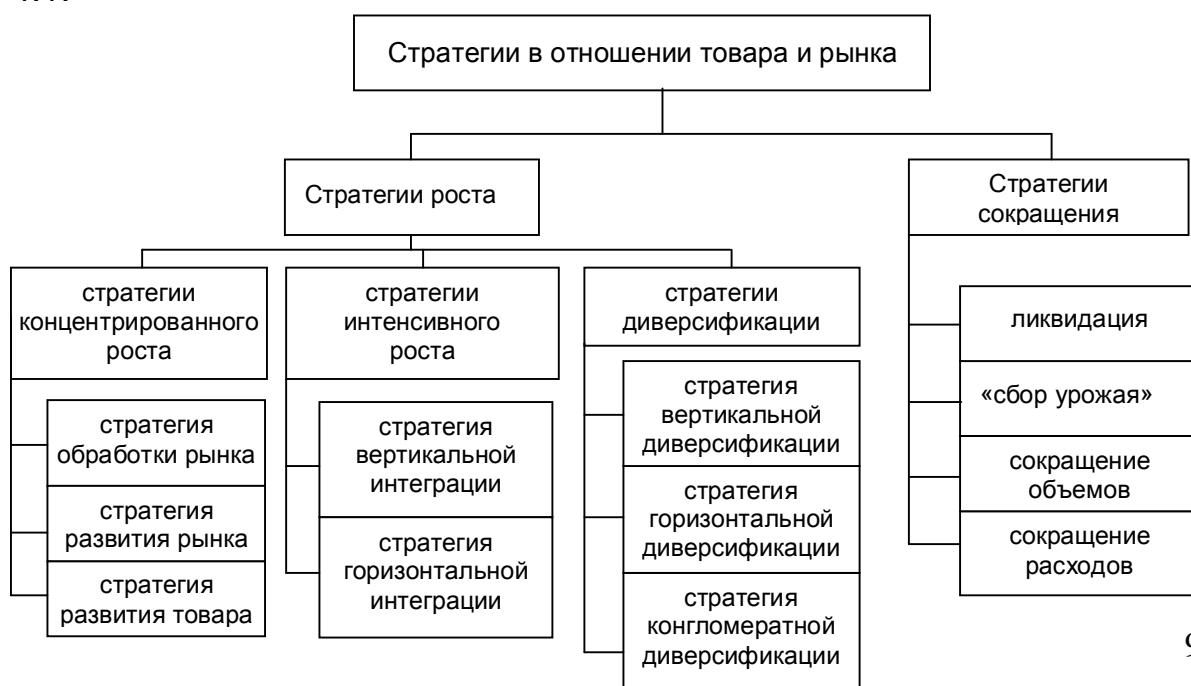 Стратегии в отношении товара и рынка
Стратегии роста
Стратегии
сокращения
стратегии
концентрированного
роста
стратегии
интенсивного
роста
стратегии
диверсификации
стратегия
обработки рынка
стратегия
развития рынка
стратегия
развития товара
стратегия
вертикальной
интеграции
стратегия
горизонтальной
интеграции
стратегия
вертикальной
диверсификации
стратегия
горизонтальной
диверсификации
стратегия
конгломератной
диверсификации
ликвидация
«сбор урожая»
сокращение
объемов
сокращение
расходов